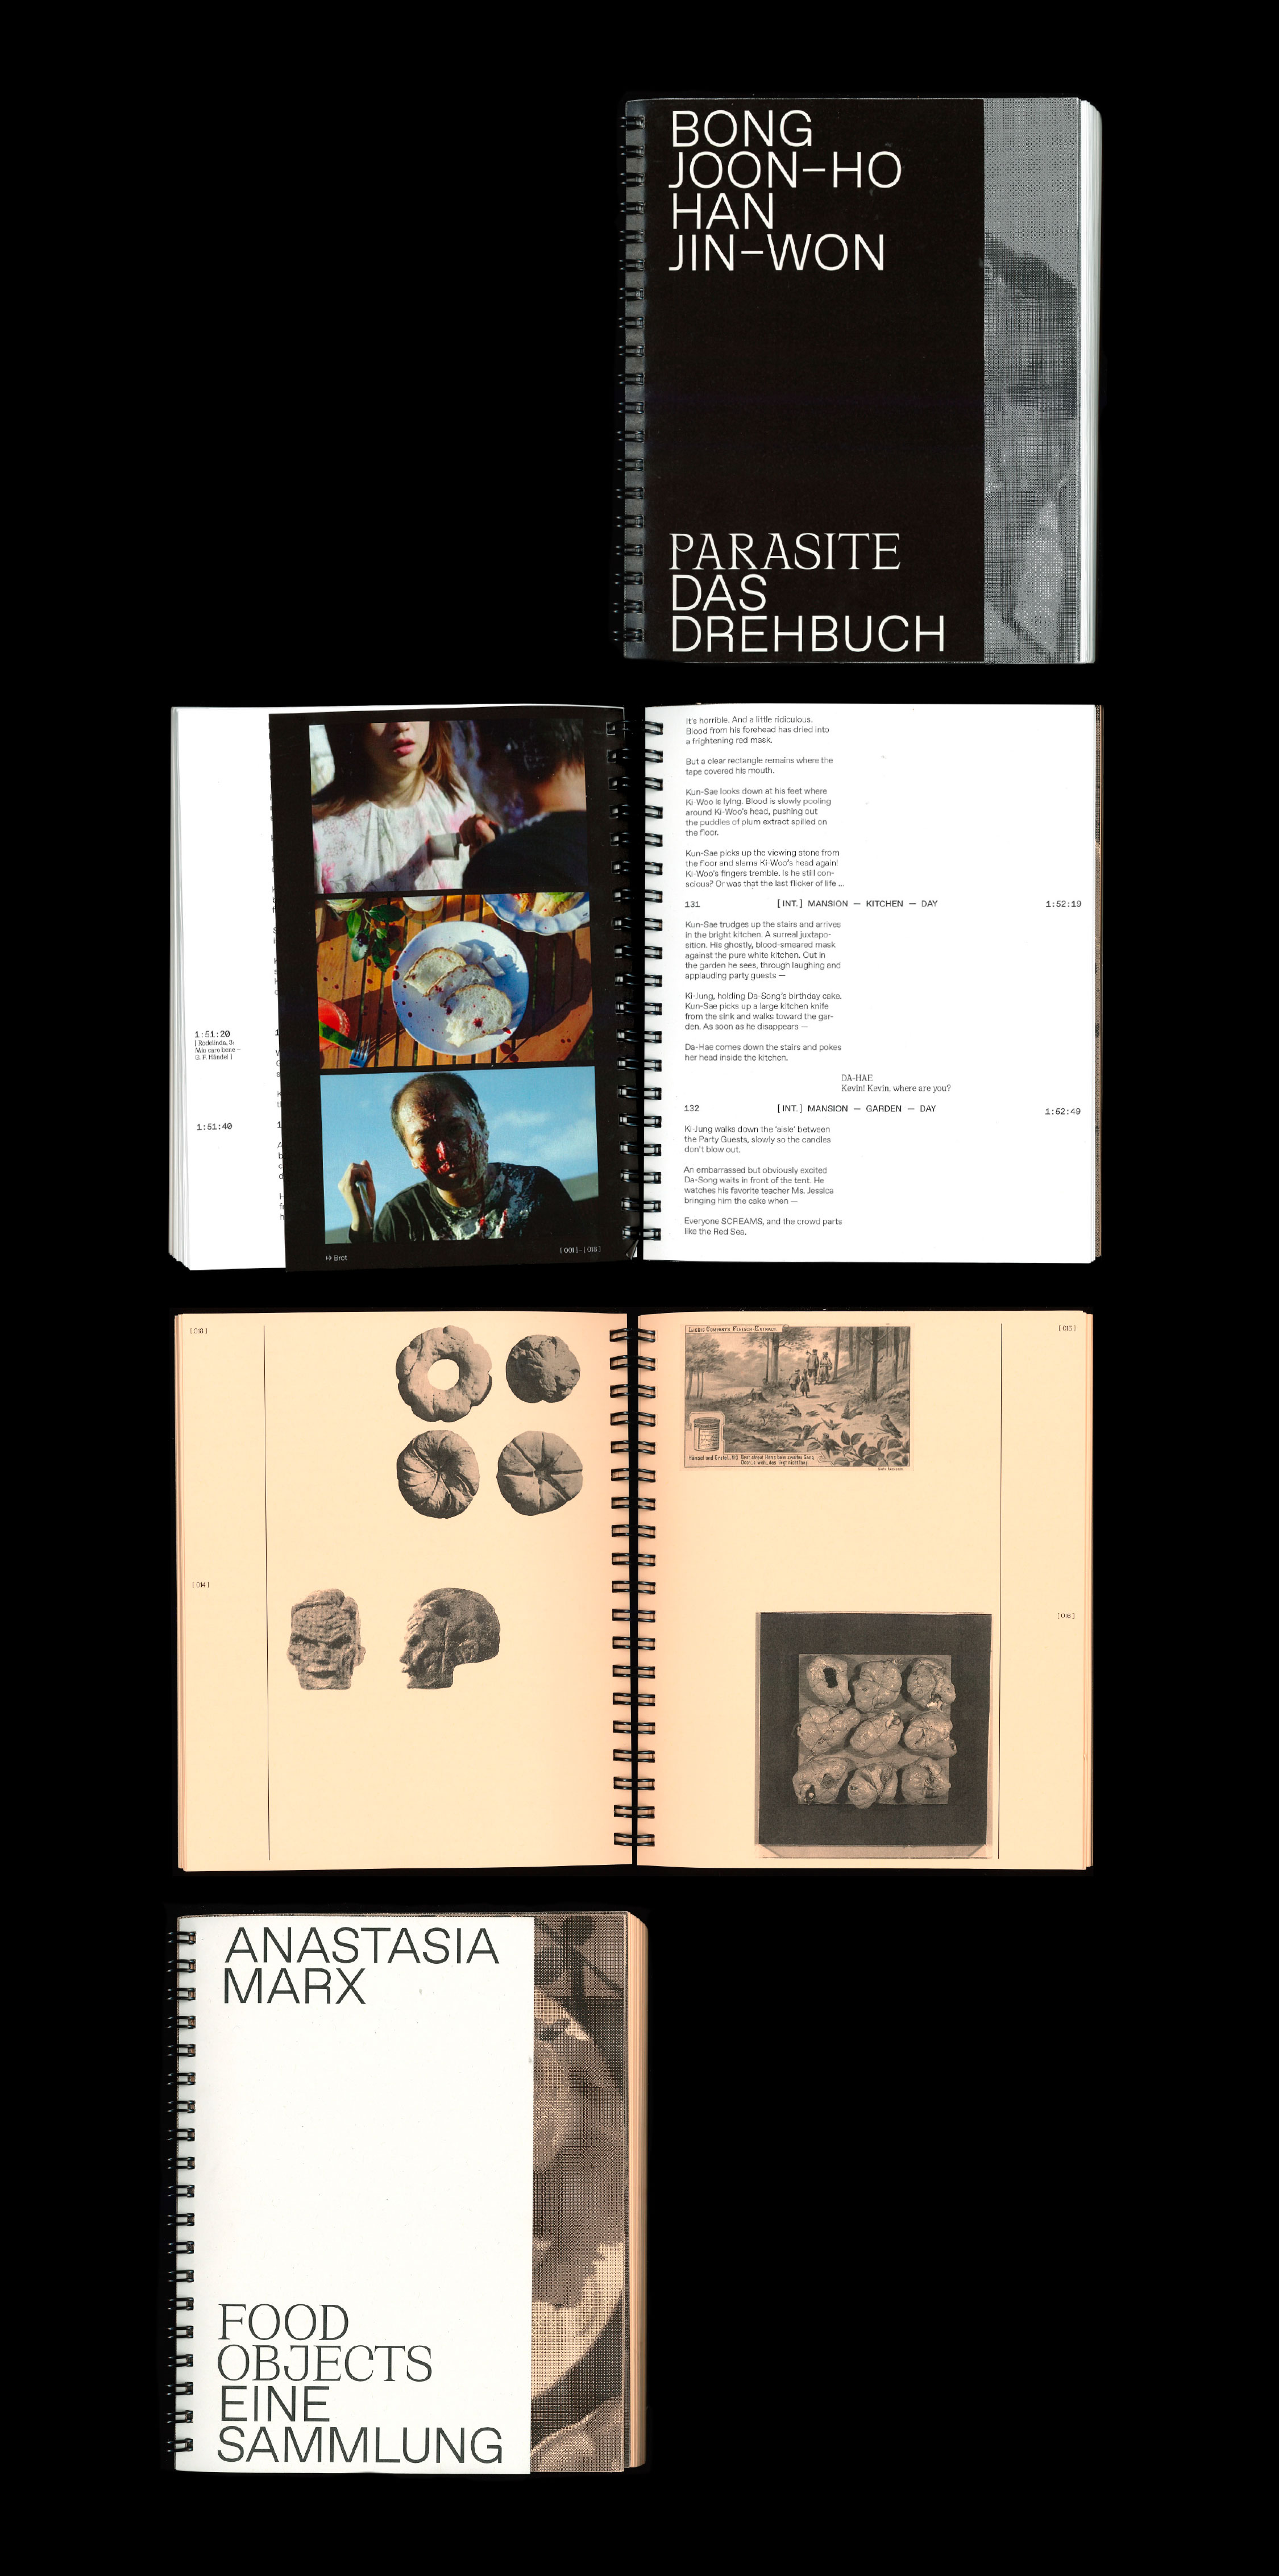 BONG
JOON–HO
HAN
JIN–WON
PARASITE
DAS
DREHBUCH
1:51:20
[ Rodelinda, 3:
Mio caro bene –
G. F. Händel ]
1:51:40
↦ Brot
[ 001 ] – [ 013 ]
It's horrible. And a little ridiculous.
Blood from his forehead has dried into
a frightening red mask.
But a clear rectangle remains where the
tape covered his mouth.
Kun-Sae looks down at his feet where
Ki-Woo is lying. Blood is slowly pooling
around Ki-Woo's head, pushing out
the puddles of plum extract spilled on
the floor.
Kun-Sae picks up the viewing stone from
the floor and slams Ki-Woo's head again!
Ki-Woo's fingers tremble. Is he still con-
scious? Or was that the last flicker of life ...
131 [ INT. ] MANSION — KITCHEN — DAY 1:52:19
Kun-Sae trudges up the stairs and arrives
in the bright kitchen. A surreal juxtapo-
sition. His ghostly, blood-smeared mask
against the pure white kitchen. Out in
the garden he sees, through laughing and
applauding party guests —
Ki-Jung, holding Da-Song's birthday cake.
Kun-Sae picks up a large kitchen knife
from the sink and walks toward the gar-
den. As soon as he disappears —
Da-Hae comes down the stairs and pokes
her head inside the kitchen.
DA-HAE
Kevin! Kevin, where are you?
132 [ INT. ] MANSION — GARDEN — DAY 1:52:49
Ki-Jung walks down the 'aisle' between
the Party Guests, slowly so the candles
don't blow out.
An embarrassed but obviously excited
Da-Song waits in front of the tent. He
watches his favorite teacher Ms. Jessica
bringing him the cake when —
Everyone SCREAMS, and the crowd parts
like the Red Sea.
[ 013 ]
[ 014 ]
LIEBIG COMPANY'S FLEISCH-EXTRACT.
[ 015 ]
[ 016 ]
ANASTASIA
MARX
FOOD
OBJECTS
EINE
SAMMLUNG